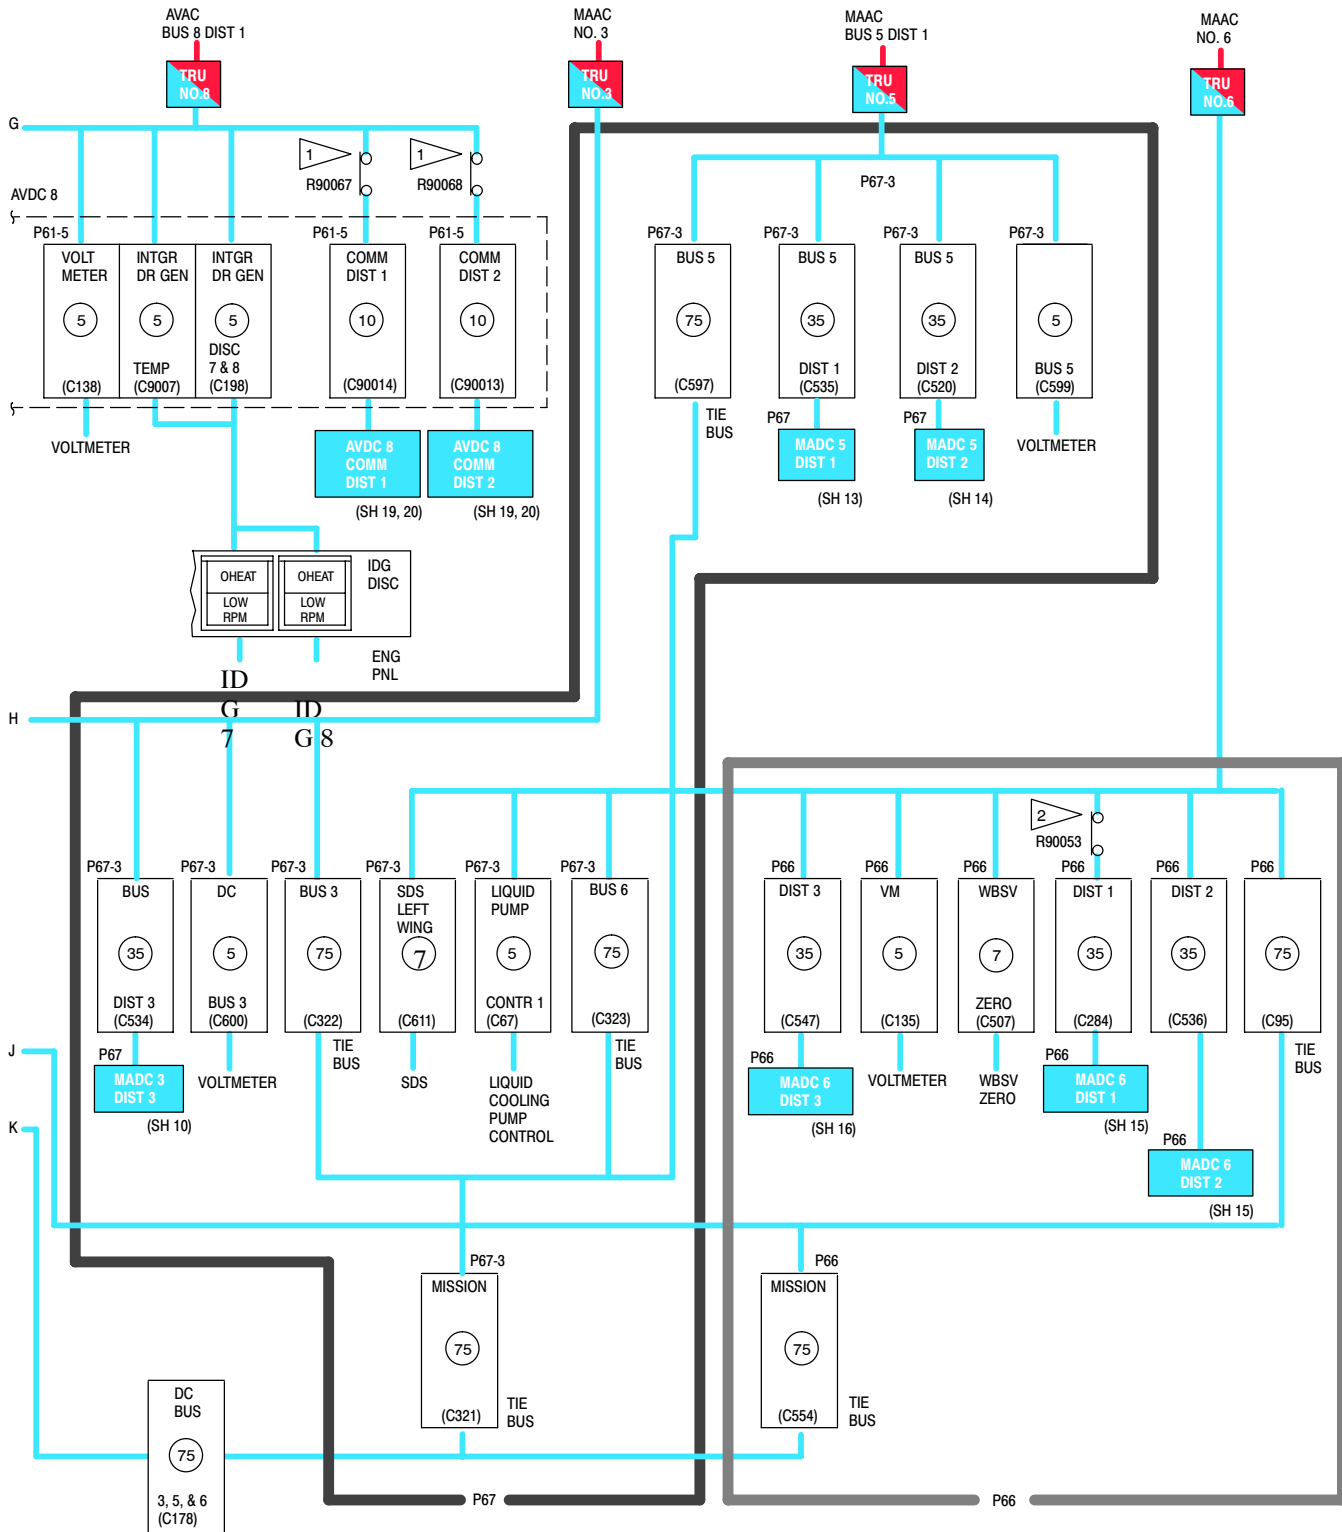 AVAC
BUS 8 DIST 1
MAAC
NO. 3
MAAC
BUS 5 DIST 1
MAAC
NO. 6
TRU
NO.8
TRU
NO.3
TRU
NO.5
TRU
NO.6
G
1
R90067
1
R90068
P67-3
AVDC 8
P61-5
P61-5
P61-5
P67-3
P67-3
P67-3
P67-3
VOLT
METER
5
(C138)
INTGR
DR GEN
5
TEMP
(C9007)
INTGR
DR GEN
5
DISC
7 & 8
(C198)
COMM
DIST 1
10
(C90014)
COMM
DIST 2
10
(C90013)
BUS 5
75
(C597)
BUS 5
35
DIST 1
(C535)
BUS 5
35
DIST 2
(C520)
5
BUS 5
(C599)
VOLTMETER
AVDC 8
COMM
DIST 1
(SH 19, 20)
AVDC 8
COMM
DIST 2
(SH 19, 20)
TIE
BUS
P67
MADC 5
DIST 1
(SH 13)
P67
MADC 5
DIST 2
(SH 14)
VOLTMETER
OHEAT
LOW
RPM
OHEAT
LOW
RPM
IDG
DISC
ENG
PNL
ID
G
7
ID
G 8
H
2
R90053
P67-3
P67-3
P67-3
P67-3
P67-3
P67-3
P66
P66
P66
P66
P66
P66
BUS
35
DIST 3
(C534)
DC
5
BUS 3
(C600)
BUS 3
75
(C322)
SDS
LEFT
WING
7
(C611)
LIQUID
PUMP
5
CONTR 1
(C67)
BUS 6
75
(C323)
DIST 3
35
(C547)
VM
5
(C135)
WBSV
7
ZERO
(C507)
DIST 1
35
(C284)
DIST 2
35
(C536)
75
(C95)
J
P67
MADC 3
DIST 3
(SH 10)
VOLTMETER
TIE
BUS
SDS
LIQUID
COOLING
PUMP
CONTROL
TIE
BUS
P66
MADC 6
DIST 3
(SH 16)
VOLTMETER
WBSV
ZERO
P66
MADC 6
DIST 1
(SH 15)
P66
MADC 6
DIST 2
(SH 15)
TIE
BUS
K
P67-3
MISSION
75
(C321)
TIE
BUS
P66
MISSION
75
(C554)
TIE
BUS
DC
BUS
75
3, 5, & 6
(C178)
P67
P66